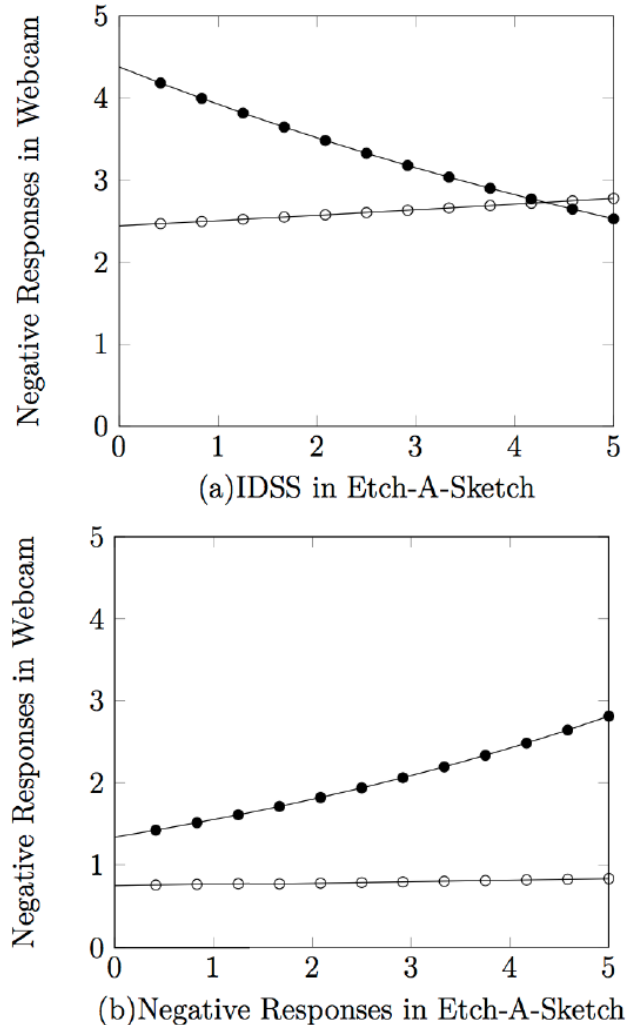 Negative Responses in Webcam
5
4
3
2
1
0
0 1 2 3 4 5
(a)IDSS in Etch-A-Sketch
Negative Responses in Webcam
5
4
3
2
1
0
0 1 2 3 4 5
(b)Negative Responses in Etch-A-Sketch